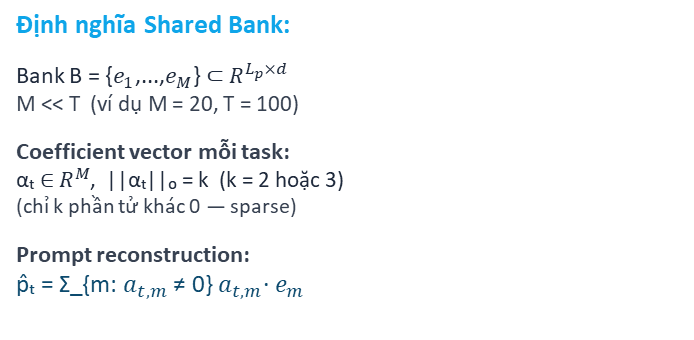 Định nghĩa Shared Bank:
Bank B = {𝑒₁,...,𝑒_M} ⊂ 𝑅^{𝐿_𝑝×𝑑}
M << T (ví dụ M = 20, T = 100)
Coefficient vector mỗi task:
αₜ ∈ 𝑅^𝑀, ||αₜ||₀ = k (k = 2 hoặc 3)
(chỉ k phần tử khác 0 — sparse)
Prompt reconstruction:
p̂ₜ = Σ_{m: 𝑎_{𝑡,𝑚} ≠ 0} 𝑎_{𝑡,𝑚}· 𝑒_𝑚